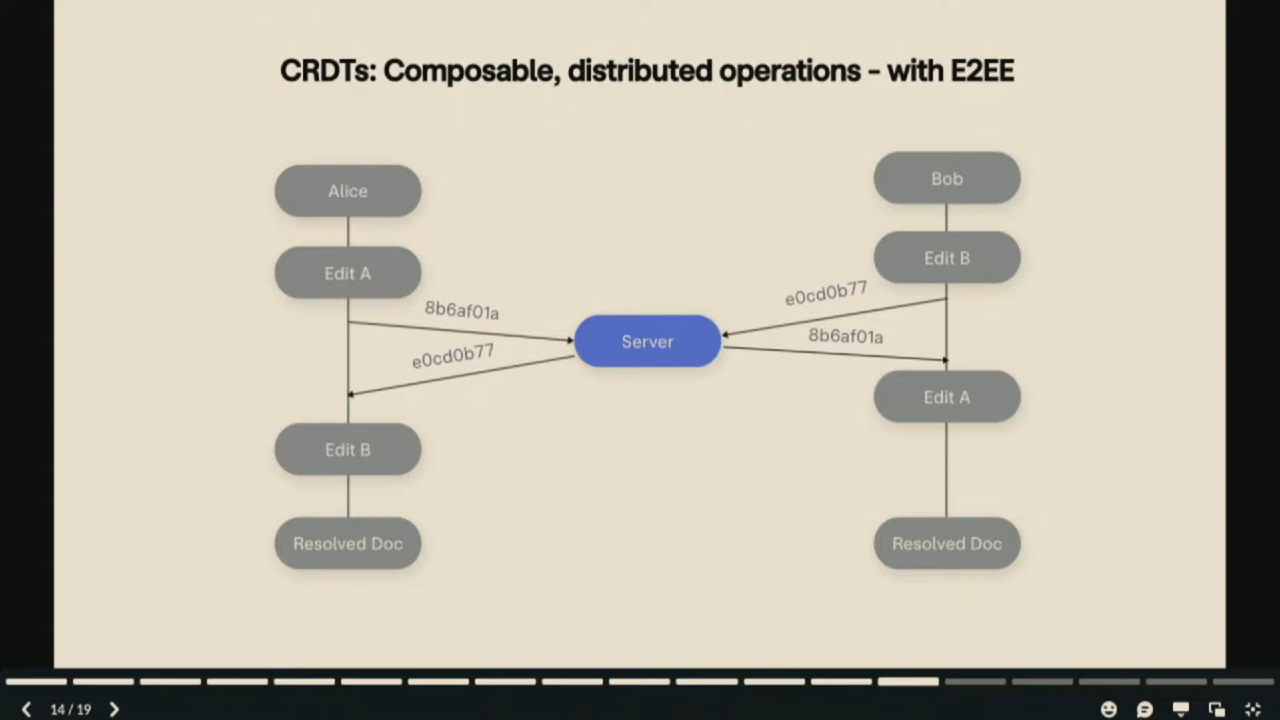 CRDTs: Composable, distributed operations - with E2EE
Alice
Bob
Edit A
Edit B
8b6af01a
e0cd0b77
Server
e0cd0b77
8b6af01a
Edit A
Edit B
Resolved Doc
Resolved Doc
14 / 19